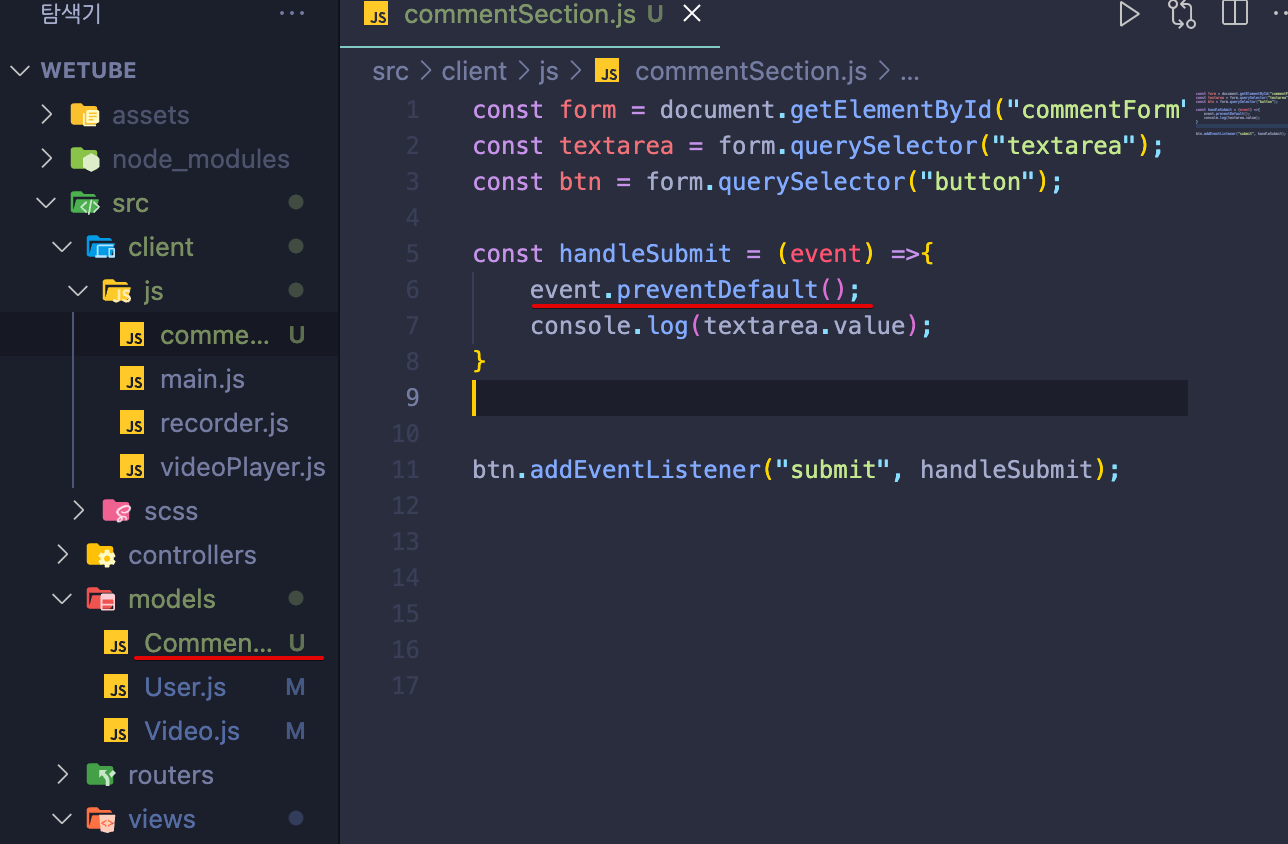 탐색기 ...
WETUBE
assets
node_modules
src
client
js
comme... U
main.js
recorder.js
videoPlayer.js
scss
controllers
models
Commen... U
User.js M
Video.js M
routers
views
JS commentSection.js U
src > client > js > JS commentSection.js > ...
1 const form = document.getElementById("commentForm"
2 const textarea = form.querySelector("textarea");
3 const btn = form.querySelector("button");
4
5 const handleSubmit = (event) =>{
6 event.preventDefault();
7 console.log(textarea.value);
8 }
9
10
11 btn.addEventListener("submit", handleSubmit);
12
13
14
15
16
17